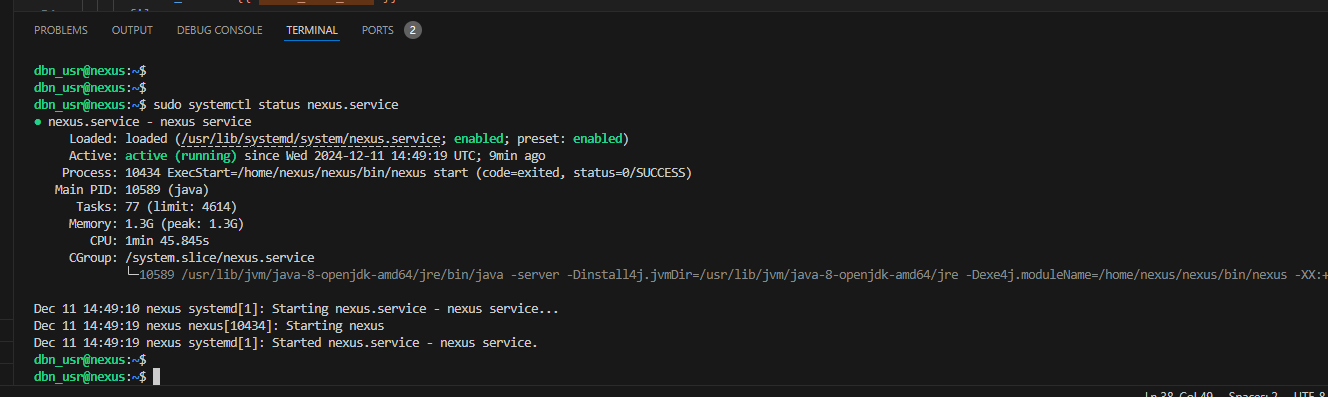 PROBLEMS OUTPUT DEBUG CONSOLE TERMINAL PORTS 2
dbn_usr@nexus:~$
dbn_usr@nexus:~$
dbn_usr@nexus:~$ sudo systemctl status nexus.service
● nexus.service - nexus service
Loaded: loaded (/usr/lib/systemd/system/nexus.service; enabled; preset: enabled)
Active: active (running) since Wed 2024-12-11 14:49:19 UTC; 9min ago
Process: 10434 ExecStart=/home/nexus/nexus/bin/nexus start (code=exited, status=0/SUCCESS)
Main PID: 10589 (java)
Tasks: 77 (limit: 4614)
Memory: 1.3G (peak: 1.3G)
CPU: 1min 45.845s
CGroup: /system.slice/nexus.service
└─10589 /usr/lib/jvm/java-8-openjdk-amd64/jre/bin/java -server -Dinstall4j.jvmDir=/usr/lib/jvm/java-8-openjdk-amd64/jre -Dexe4j.moduleName=/home/nexus/nexus/bin/nexus -XX:+
Dec 11 14:49:10 nexus systemd[1]: Starting nexus.service - nexus service...
Dec 11 14:49:19 nexus nexus[10434]: Starting nexus
Dec 11 14:49:19 nexus systemd[1]: Started nexus.service - nexus service.
dbn_usr@nexus:~$
dbn_usr@nexus:~$
Ln 38, Col 49 Spaces: 2 UTF-8